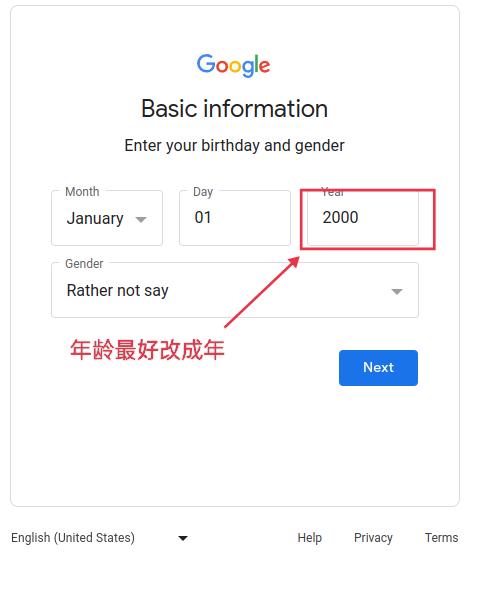 Google
Basic information
Enter your birthday and gender
Month
Day
Year
January
01
2000
Gender
Rather not say
年龄最好改成年
Next
English (United States)
Help
Privacy
Terms